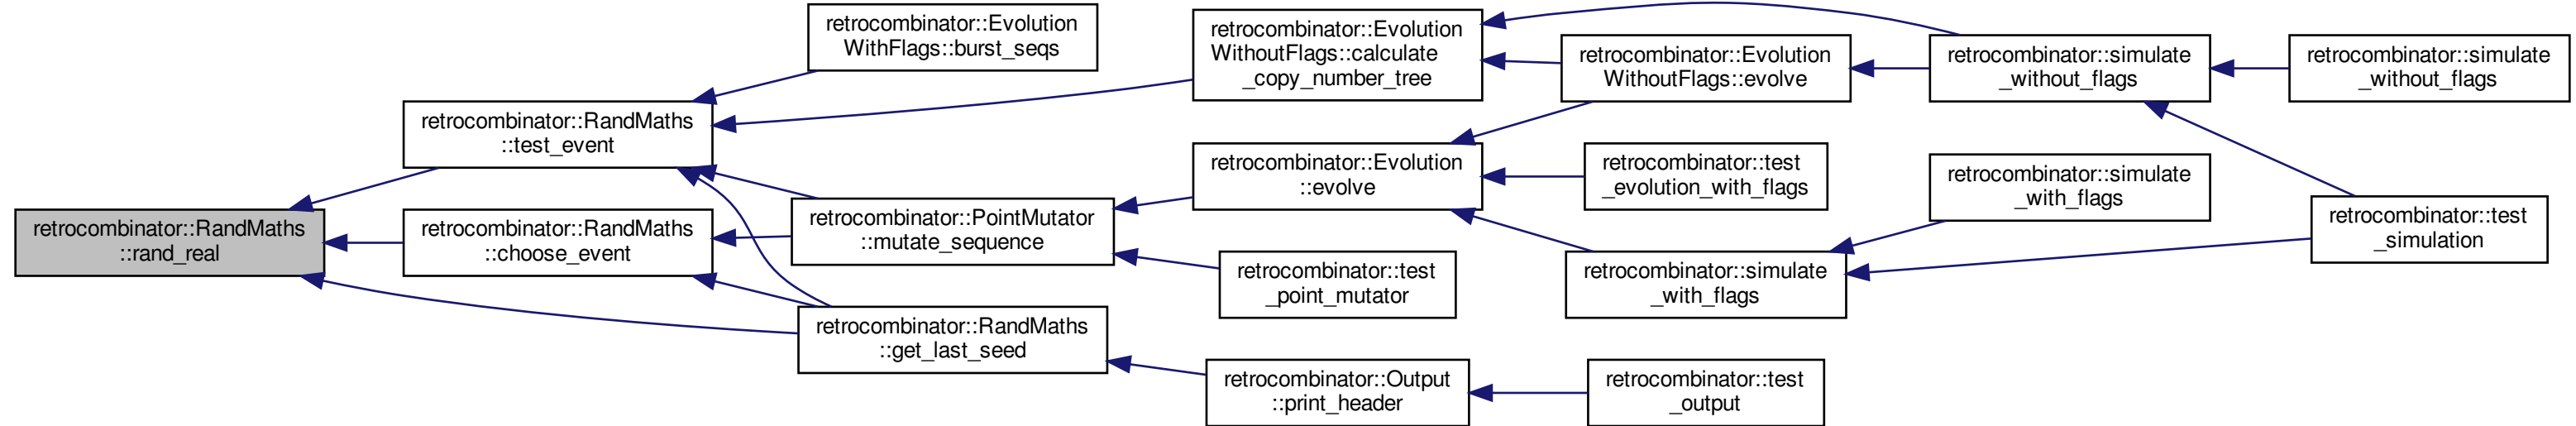 retrocombinator::RandMaths
::rand_real
retrocombinator::RandMaths
::test_event
retrocombinator::RandMaths
::choose_event
retrocombinator::Evolution
WithFlags::burst_seqs
retrocombinator::PointMutator
::mutate_sequence
retrocombinator::RandMaths
::get_last_seed
retrocombinator::Evolution
WithoutFlags::calculate
_copy_number_tree
retrocombinator::Evolution
::evolve
retrocombinator::test
_point_mutator
retrocombinator::Output
::print_header
retrocombinator::Evolution
WithoutFlags::evolve
retrocombinator::test
_evolution_with_flags
retrocombinator::simulate
_with_flags
retrocombinator::test
_output
retrocombinator::simulate
_without_flags
retrocombinator::simulate
_with_flags
retrocombinator::simulate
_without_flags
retrocombinator::test
_simulation